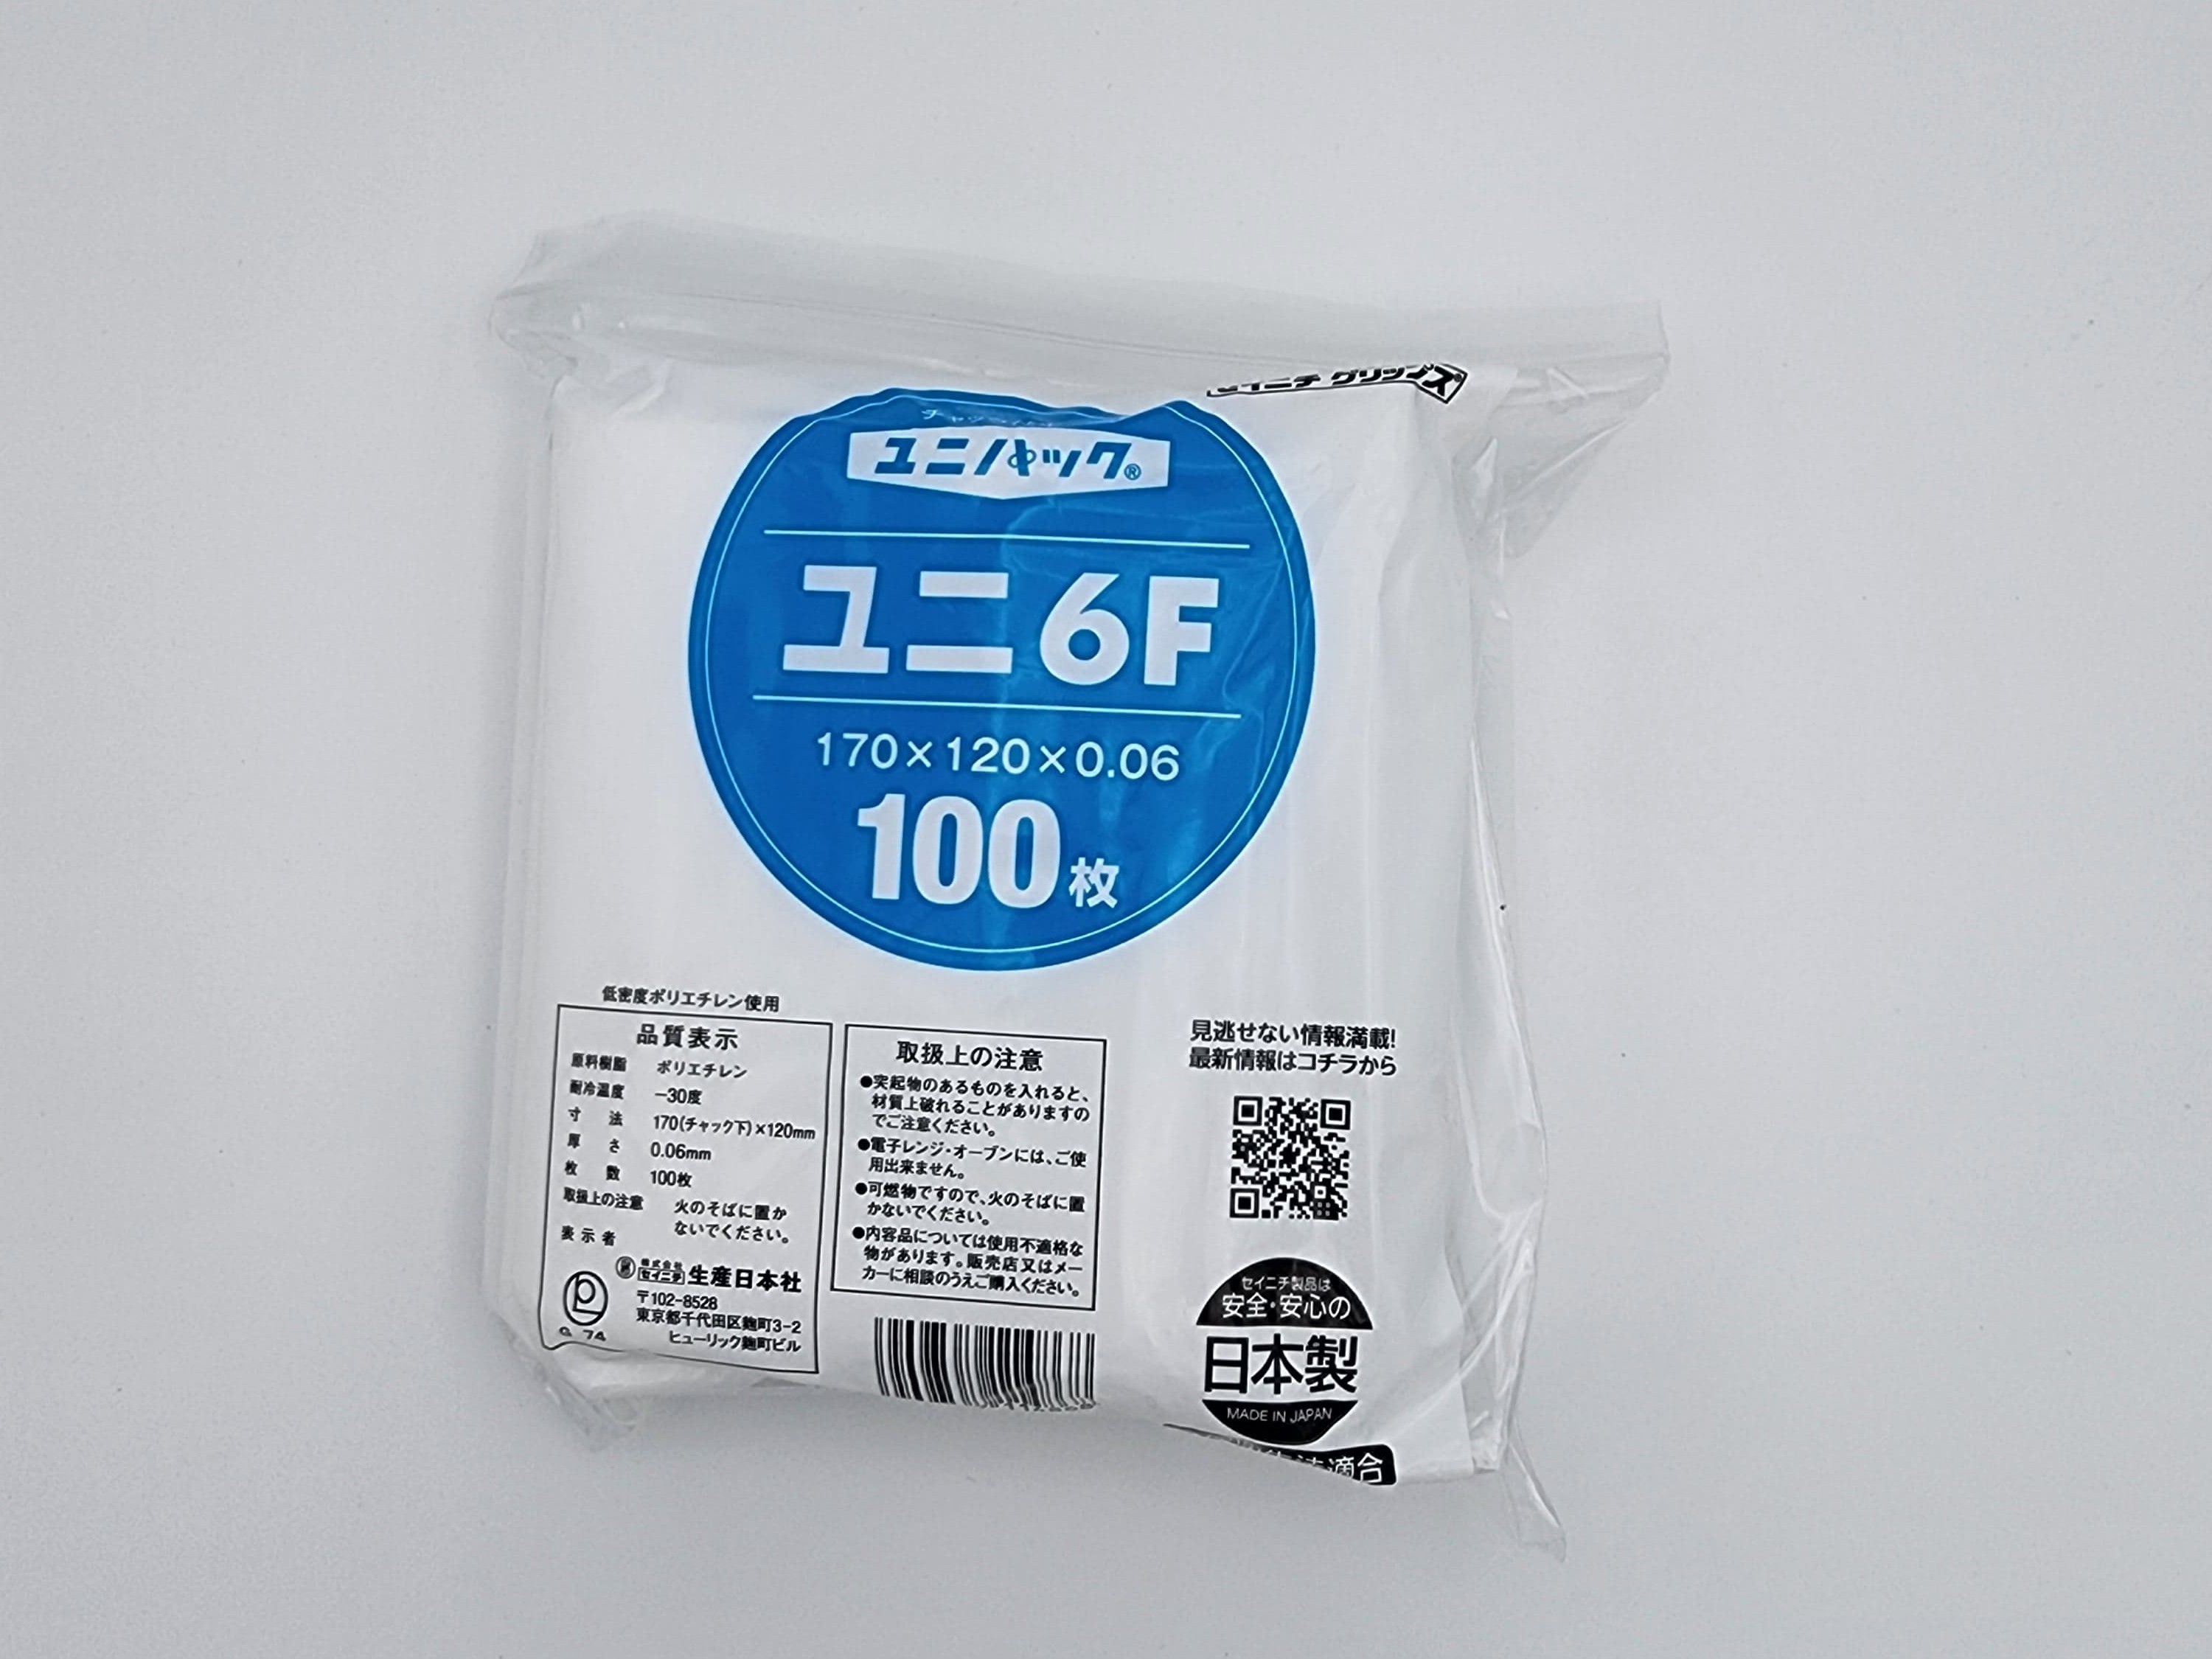 セイニチ グリップス
ユニパック®
ユニ6F
170×120×0.06
100枚
低密度ポリエチレン使用
品質表示
原料樹脂 ポリエチレン
耐冷温度 −30度
寸法 170(チャック下)×120mm
厚さ 0.06mm
枚数 100枚
取扱上の注意 火のそばに置か
ないでください。
表示者
株式会社
セイニチ 生産日本社
〒102-8528
東京都千代田区麹町3-2
ヒューリック麹町ビル
G 74
取扱上の注意
●突起物のあるものを入れると、
材質上破れることがありますの
でご注意ください。
●電子レンジ・オーブンには、ご使
用出来ません。
●可燃物ですので、火のそばに置
かないでください。
●内容品については使用不適格な
物があります。販売店又はメー
カーに相談のうえご購入ください。
見逃せない情報満載!
最新情報はコチラから
セイニチ製品は
安全・安心の
日本製
MADE IN JAPAN
適合